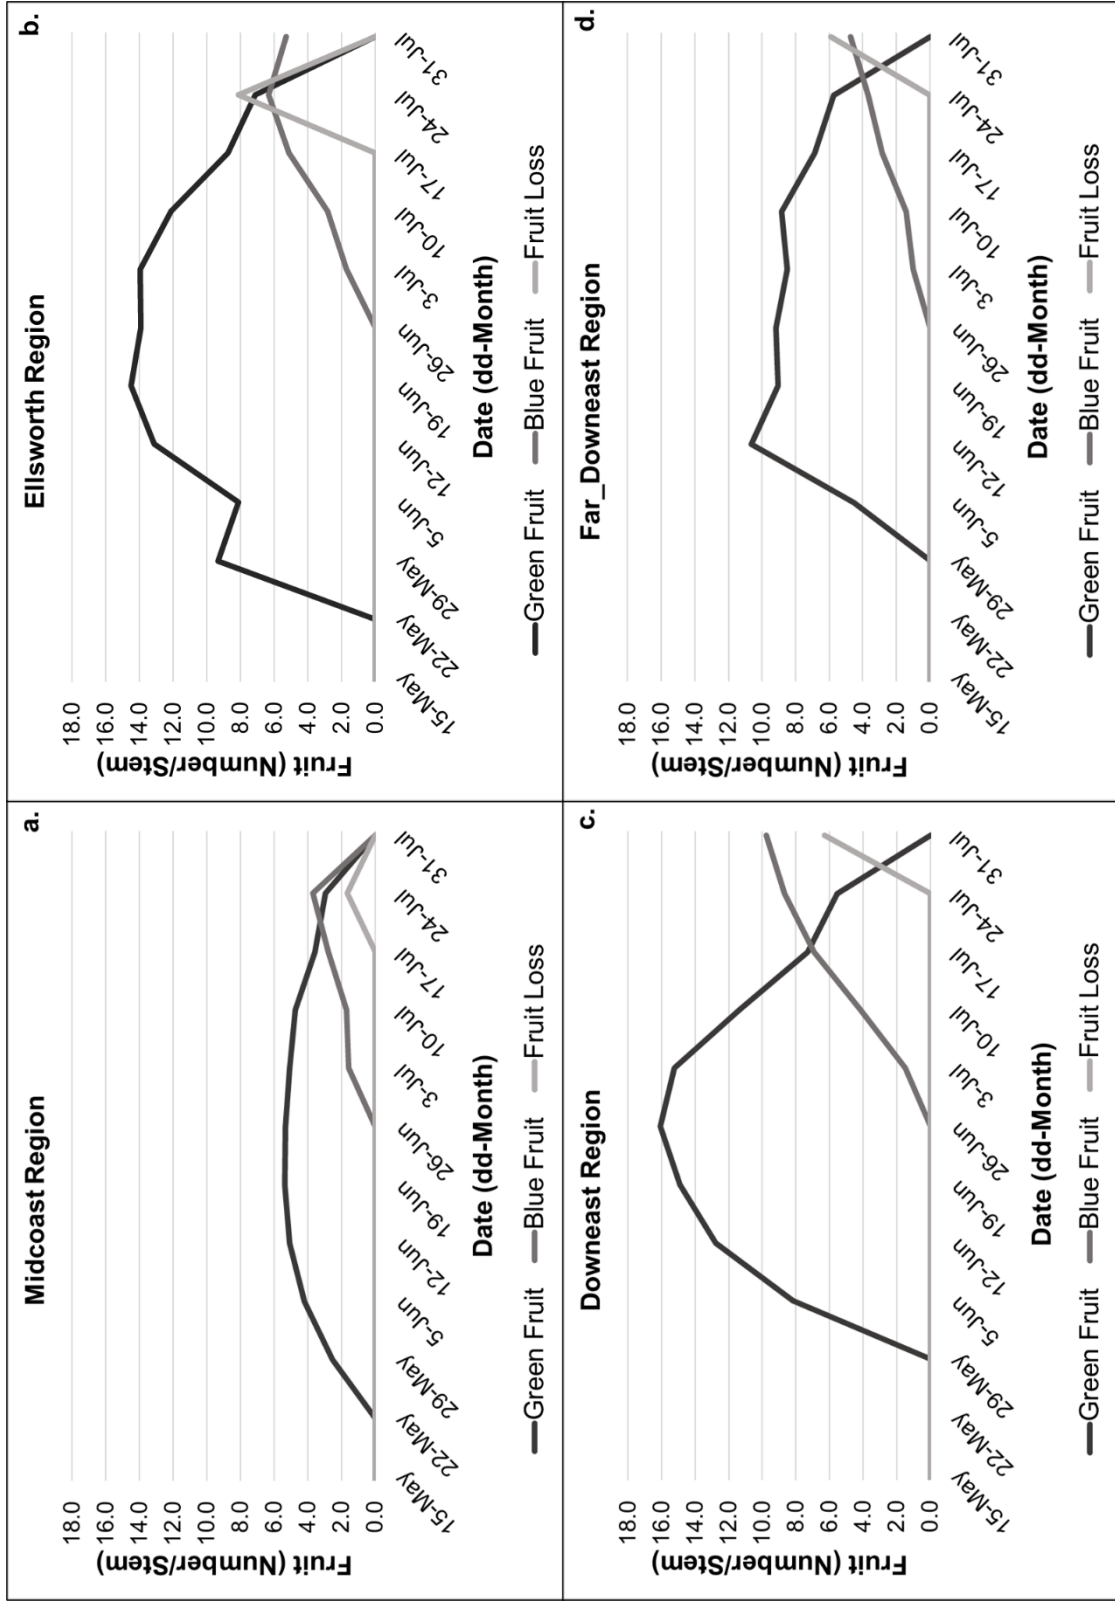 a.
Midcoast Region
Fruit (Number/Stem)
18.0
16.0
14.0
12.0
10.0
8.0
6.0
4.0
2.0
0.0
15-May 22-May 29-May 5-Jun 12-Jun 19-Jun 26-Jun 3-Jul 10-Jul 17-Jul 24-Jul 31-Jul
Date (dd-Month)
Green Fruit Blue Fruit Fruit Loss
b.
Ellsworth Region
Fruit (Number/Stem)
18.0
16.0
14.0
12.0
10.0
8.0
6.0
4.0
2.0
0.0
15-May 22-May 29-May 5-Jun 12-Jun 19-Jun 26-Jun 3-Jul 10-Jul 17-Jul 24-Jul 31-Jul
Date (dd-Month)
Green Fruit Blue Fruit Fruit Loss
c.
Downeast Region
Fruit (Number/Stem)
18.0
16.0
14.0
12.0
10.0
8.0
6.0
4.0
2.0
0.0
15-May 22-May 29-May 5-Jun 12-Jun 19-Jun 26-Jun 3-Jul 10-Jul 17-Jul 24-Jul 31-Jul
Date (dd-Month)
Green Fruit Blue Fruit Fruit Loss
d.
Far_Downeast Region
Fruit (Number/Stem)
18.0
16.0
14.0
12.0
10.0
8.0
6.0
4.0
2.0
0.0
15-May 22-May 29-May 5-Jun 12-Jun 19-Jun 26-Jun 3-Jul 10-Jul 17-Jul 24-Jul 31-Jul
Date (dd-Month)
Green Fruit Blue Fruit Fruit Loss